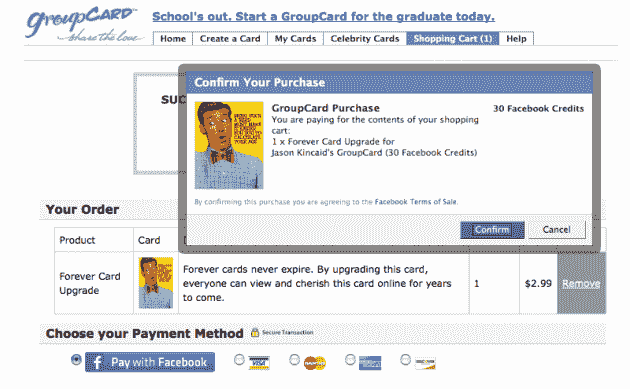 groupCARD
share the love
School's out. Start a GroupCard for the graduate today.
Home Create a Card My Cards Celebrity Cards Shopping Cart (1) Help
Confirm Your Purchase
GroupCard Purchase 30 Facebook Credits
You are paying for the contents of your shopping
cart:
1 x Forever Card Upgrade for
Jason Kincaid's GroupCard (30 Facebook Credits)
By confirming this purchase you are agreeing to the Facebook Terms of Sale.
Confirm Cancel
SUC
Your Order
Product Card
Forever Card
Upgrade
Forever cards never expire. By upgrading this card,
everyone can view and cherish this card online for years
to come.
1 $2.99 Remove
Choose your Payment Method Secure Transaction
f Pay with Facebook VISA